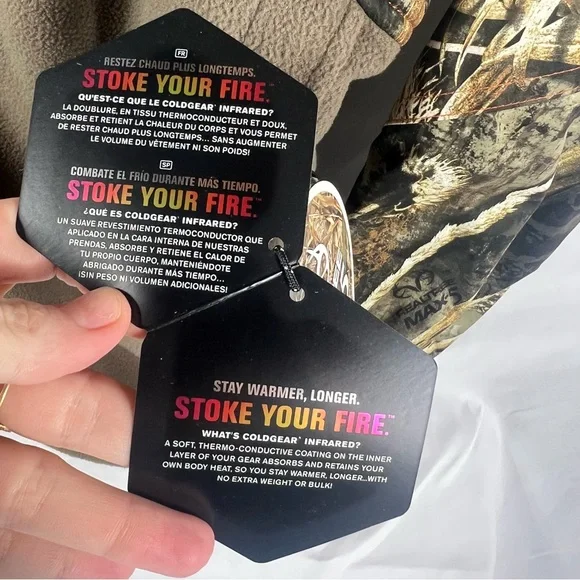 FR
RESTEZ CHAUD PLUS LONGTEMPS.
STOKE YOUR FIRE.™
QU'EST-CE QUE LE COLDGEAR® INFRARED?
LA DOUBLURE, EN TISSU THERMOCONDUCTEUR ET DOUX,
ABSORBE ET RETIENT LA CHALEUR DU CORPS ET VOUS PERMET
DE RESTER CHAUD PLUS LONGTEMPS... SANS AUGMENTER
LE VOLUME DU VÊTEMENT NI SON POIDS!
SP
COMBATE EL FRÍO DURANTE MÁS TIEMPO.
STOKE YOUR FIRE.™
¿QUÉ ES COLDGEAR® INFRARED?
UN SUAVE REVESTIMIENTO TERMOCONDUCTOR QUE
APLICADO EN LA CARA INTERNA DE NUESTRAS
PRENDAS, ABSORBE Y RETIENE EL CALOR DE
TU PROPIO CUERPO, MANTENIÉNDOTE
ABRIGADO DURANTE MÁS TIEMPO...
¡SIN PESO NI VOLUMEN ADICIONALES!
STAY WARMER, LONGER.
STOKE YOUR FIRE.™
WHAT'S COLDGEAR® INFRARED?
A SOFT, THERMO-CONDUCTIVE COATING ON THE INNER
LAYER OF YOUR GEAR ABSORBS AND RETAINS YOUR
OWN BODY HEAT, SO YOU STAY WARMER, LONGER...WITH
NO EXTRA WEIGHT OR BULK!
REALTREE
MAX-5